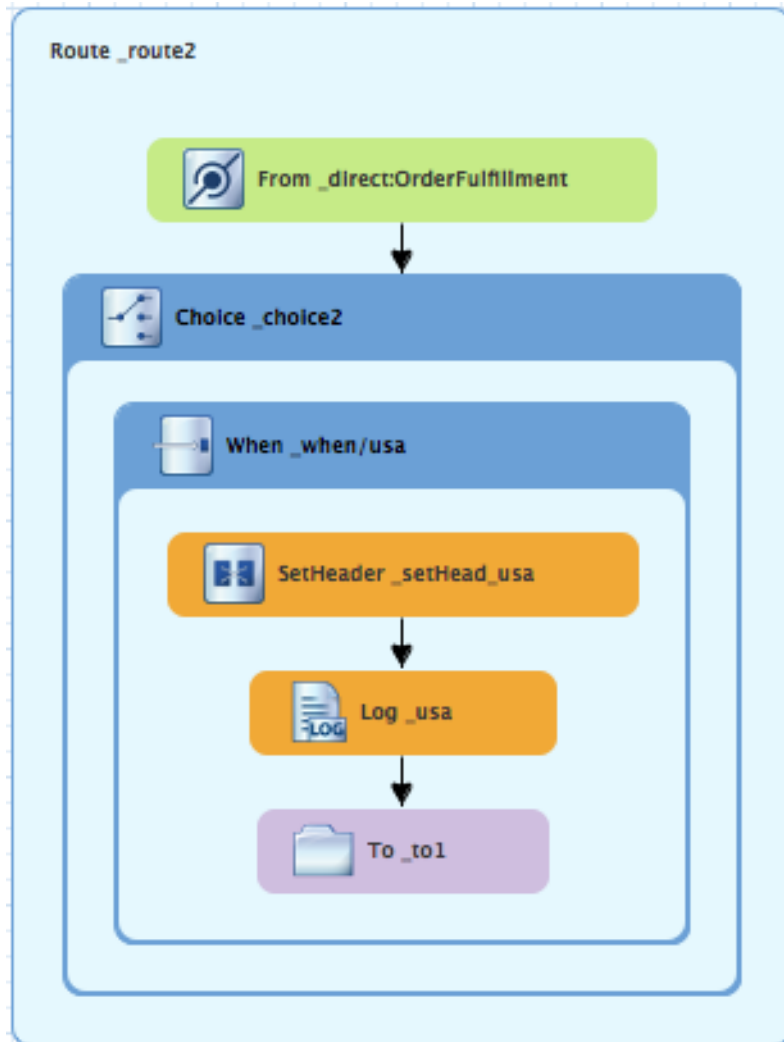 Route _route2
From _direct:OrderFulfillment
Choice _choice2
When _when/usa
SetHeader _setHead_usa
LOG
Log _usa
To _to1